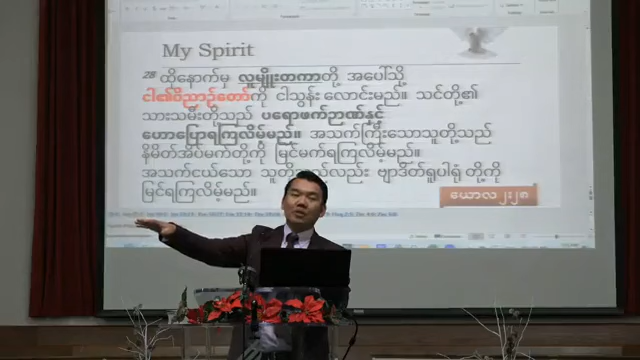 My Spirit
28 ထိုနောက်မှ လူမျိုးတကာတို့ အပေါ်သို့
ငါ၏ဝိညာဉ်တော်ကို ငါသွန်း လောင်းမည်။ သင်တို့၏
သားသမီးတို့သည် ပရောဖက်ဉာဏ်နှင့်
ဟောပြောရကြလိမ့်မည်။ အသက်ကြီးသောသူတို့သည်
နိမိတ်အိပ်မက်တို့ကို မြင်မက်ရကြလိမ့်မည်။
အသက်ငယ်သော သူတို့သည်လည်း ဗျာဒိတ်ရူပါရုံ တို့ကို
မြင်ရကြလိမ့်မည်။
ယောလ၂း၂၈